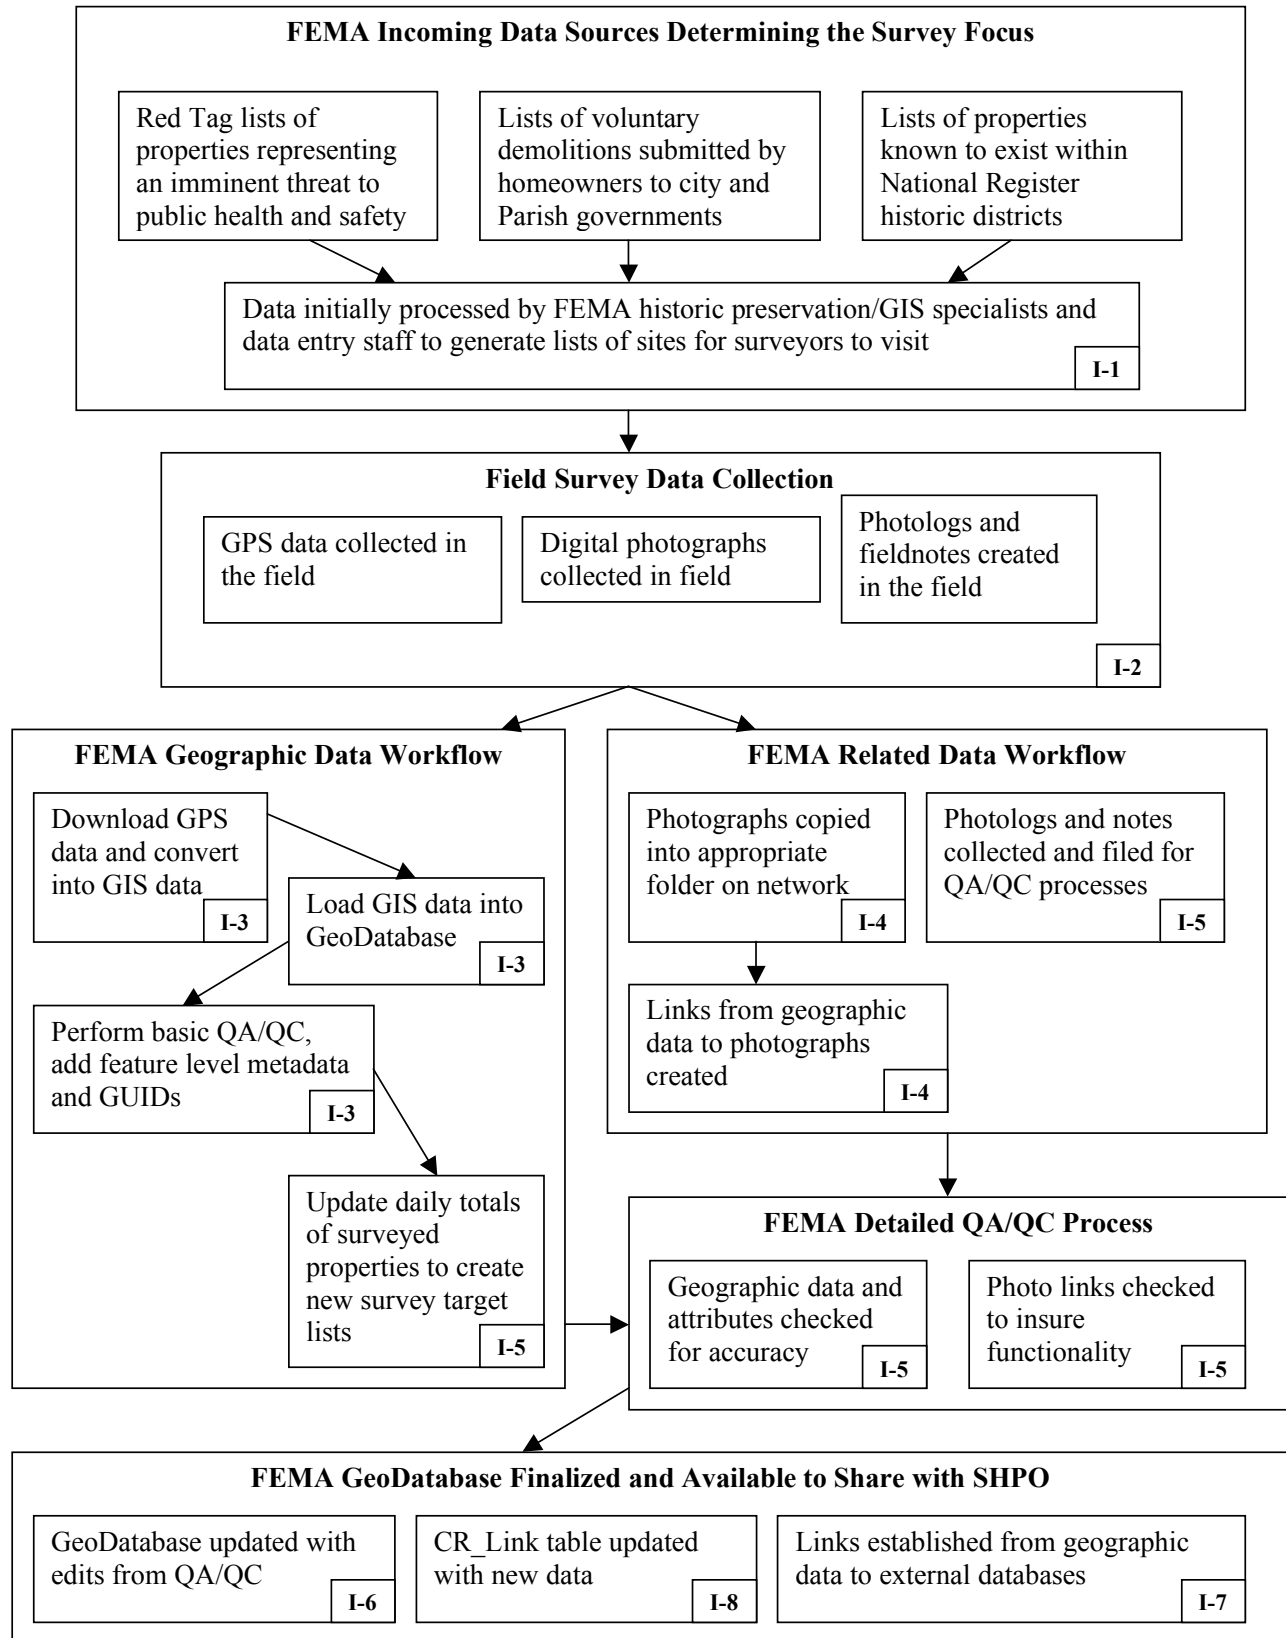 FEMA Incoming Data Sources Determining the Survey Focus
Red Tag lists of
properties representing
an imminent threat to
public health and safety
Lists of voluntary
demolitions submitted by
homeowners to city and
Parish governments
Lists of properties
known to exist within
National Register
historic districts
Data initially processed by FEMA historic preservation/GIS specialists and
data entry staff to generate lists of sites for surveyors to visit
I-1
Field Survey Data Collection
GPS data collected in
the field
Digital photographs
collected in field
Photologs and
fieldnotes created
in the field
I-2
FEMA Geographic Data Workflow
Download GPS
data and convert
into GIS data
I-3
Load GIS data into
GeoDatabase
I-3
Perform basic QA/QC,
add feature level metadata
and GUIDs
I-3
Update daily totals
of surveyed
properties to create
new survey target
lists
I-5
FEMA Related Data Workflow
Photographs copied
into appropriate
folder on network
I-4
Photologs and notes
collected and filed for
QA/QC processes
I-5
Links from geographic
data to photographs
created
I-4
FEMA Detailed QA/QC Process
Geographic data and
attributes checked
for accuracy
I-5
Photo links checked
to insure
functionality
I-5
FEMA GeoDatabase Finalized and Available to Share with SHPO
GeoDatabase updated with
edits from QA/QC
I-6
CR_Link table updated
with new data
I-8
Links established from geographic
data to external databases
I-7